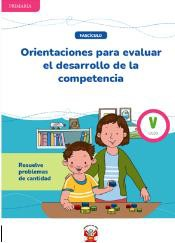 PRIMARIA
FASCÍCULO
Orientaciones para evaluar
el desarrollo de la
competencia
V
CICLO
Resuelve
problemas
de cantidad